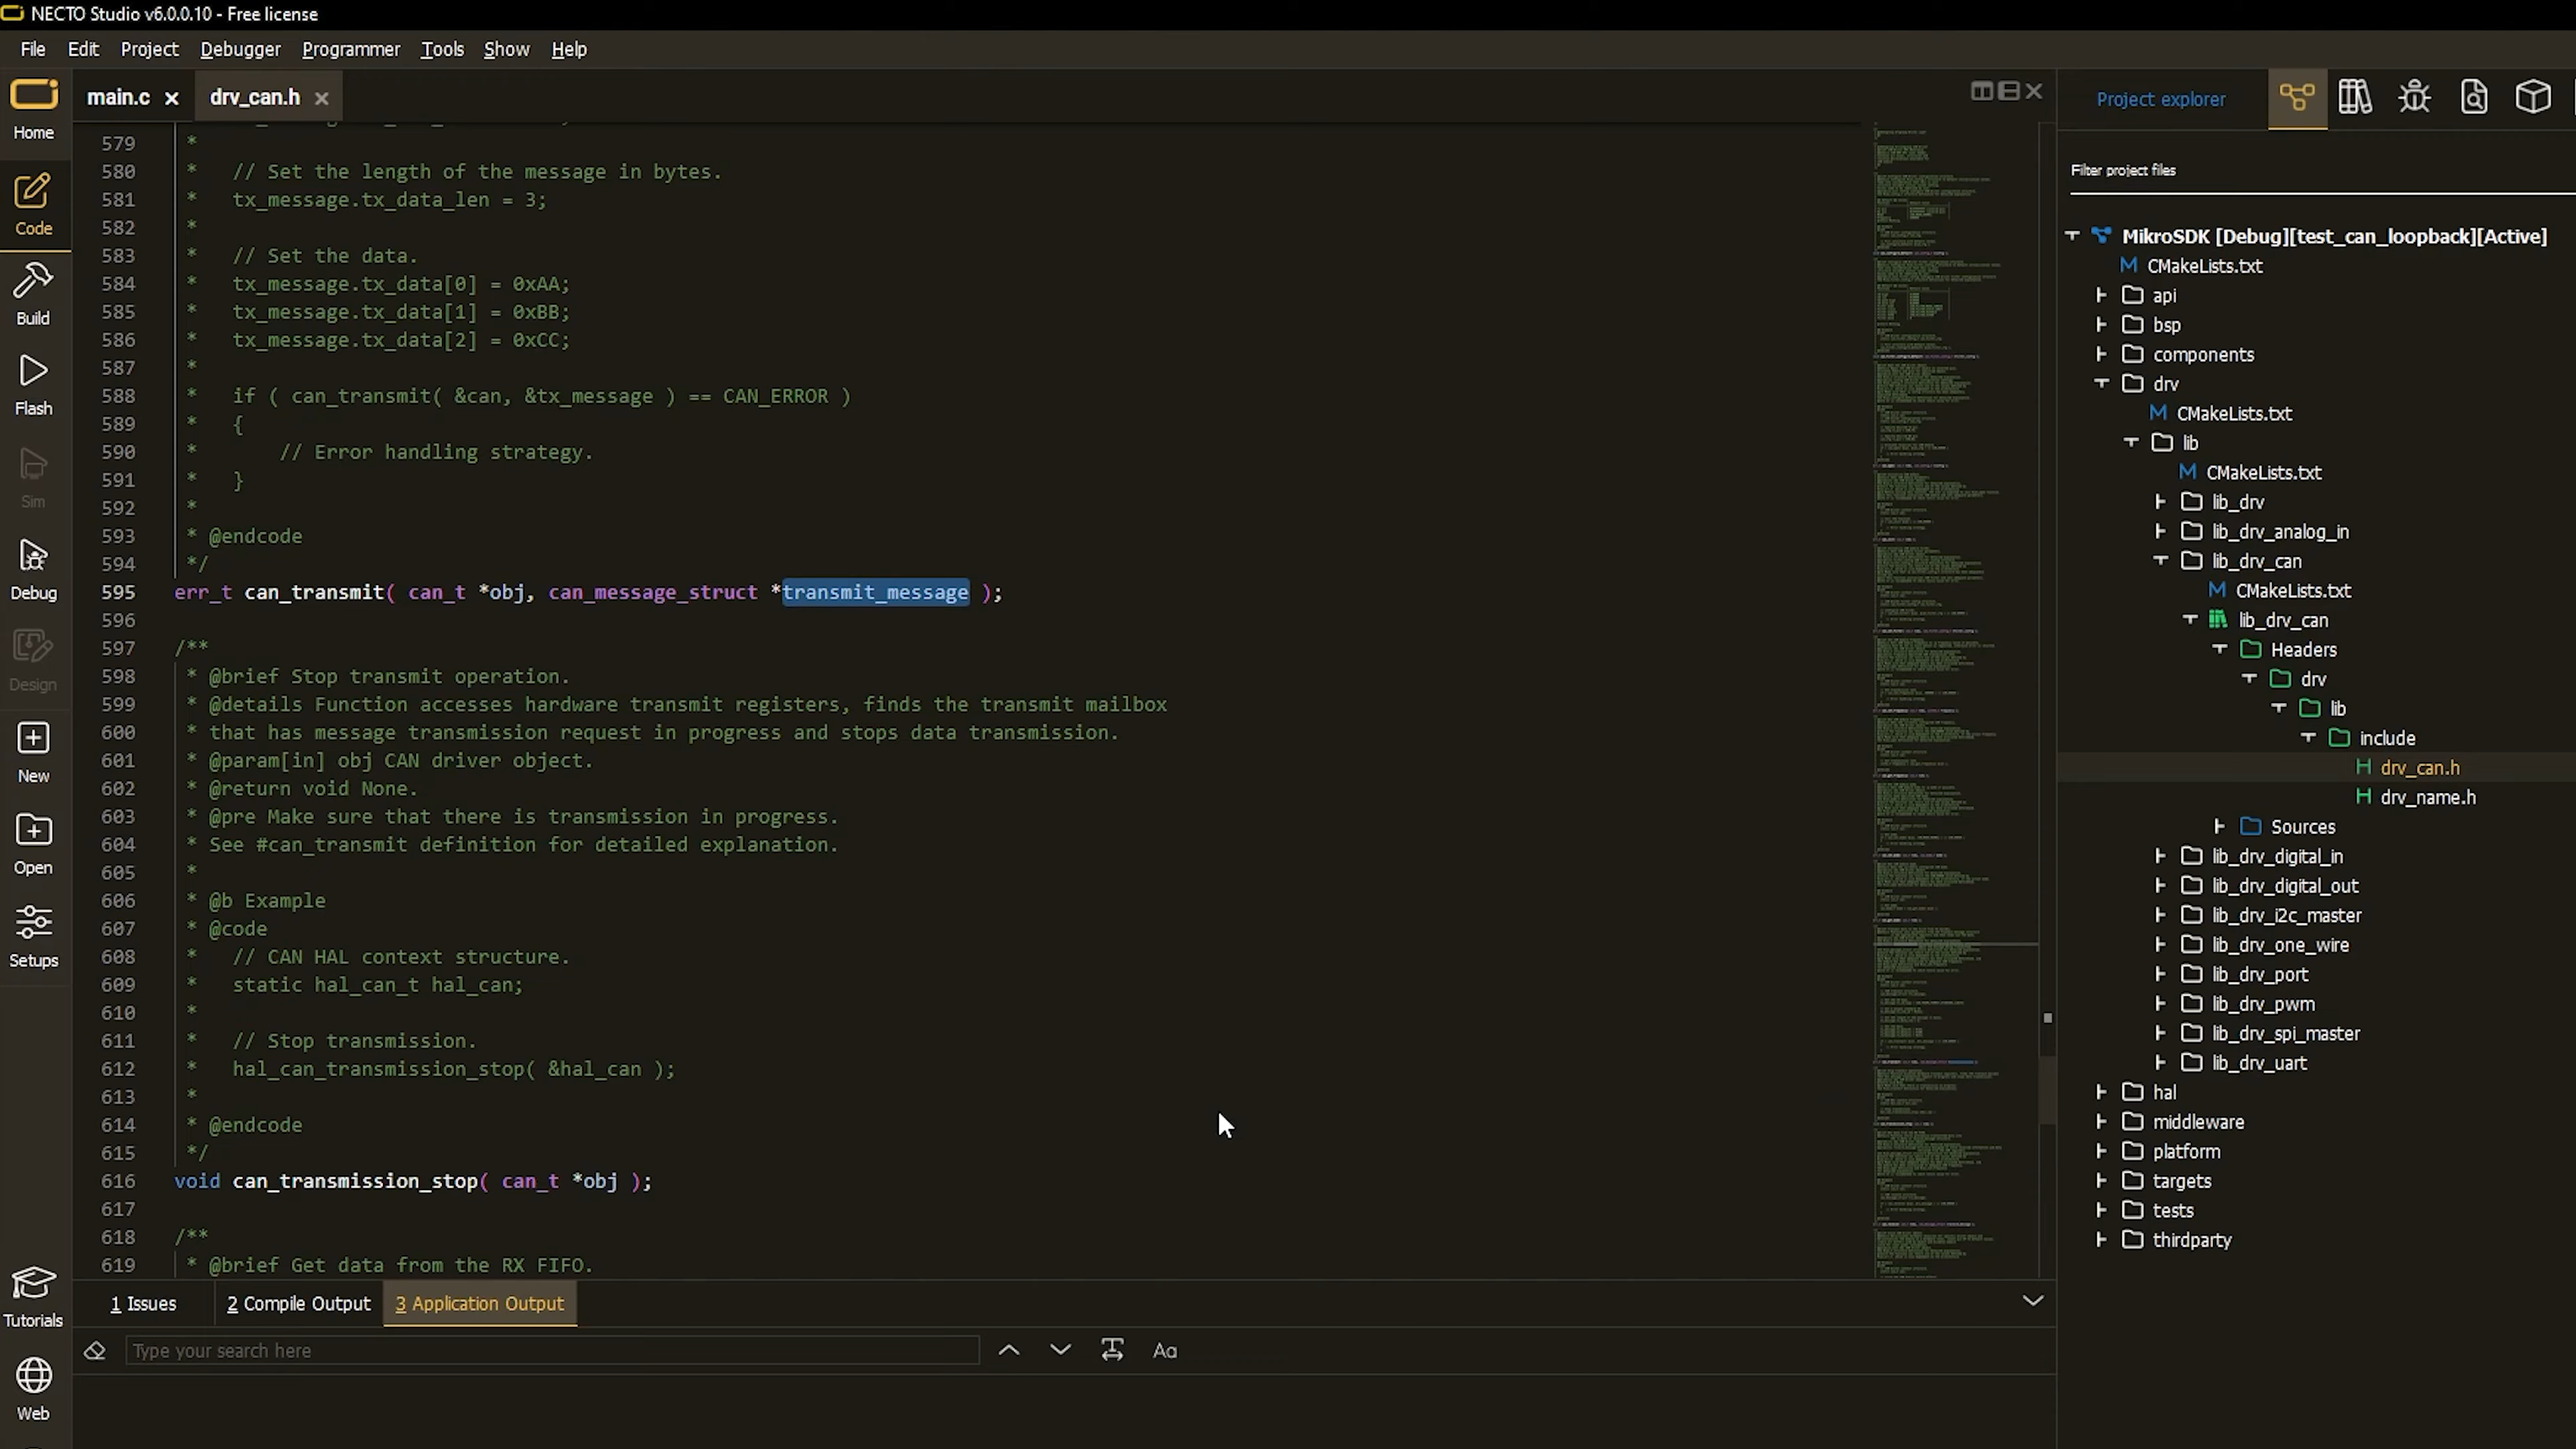 NECTO Studio v6.0.0.10 - Free license
File Edit Project Debugger Programmer Tools Show Help
Home
Code
Build
Flash
Sim
Debug
Design
New
Open
Setups
Tutorials
Web
main.c drv_can.h
579 *
580 * // Set the length of the message in bytes.
581 * tx_message.tx_data_len = 3;
582 *
583 * // Set the data.
584 * tx_message.tx_data[0] = 0xAA;
585 * tx_message.tx_data[1] = 0xBB;
586 * tx_message.tx_data[2] = 0xCC;
587 *
588 * if ( can_transmit( &can, &tx_message ) == CAN_ERROR )
589 * {
590 * // Error handling strategy.
591 * }
592 *
593 * @endcode
594 */
595 err_t can_transmit( can_t *obj, can_message_struct *transmit_message );
596
597 /**
598 * @brief Stop transmit operation.
599 * @details Function accesses hardware transmit registers, finds the transmit mailbox
600 * that has message transmission request in progress and stops data transmission.
601 * @param[in] obj CAN driver object.
602 * @return void None.
603 * @pre Make sure that there is transmission in progress.
604 * See #can_transmit definition for detailed explanation.
605 *
606 * @b Example
607 * @code
608 * // CAN HAL context structure.
609 * static hal_can_t hal_can;
610 *
611 * // Stop transmission.
612 * hal_can_transmission_stop( &hal_can );
613 *
614 * @endcode
615 */
616 void can_transmission_stop( can_t *obj );
617
618 /**
619 * @brief Get data from the RX FIFO.
1 Issues 2 Compile Output 3 Application Output
Type your search here
Aa
Project explorer
Filter project files
MikroSDK [Debug][test_can_loopback][Active]
M CMakeLists.txt
api
bsp
components
drv
M CMakeLists.txt
lib
M CMakeLists.txt
lib_drv
lib_drv_analog_in
lib_drv_can
M CMakeLists.txt
lib_drv_can
Headers
drv
lib
include
H drv_can.h
H drv_name.h
Sources
lib_drv_digital_in
lib_drv_digital_out
lib_drv_i2c_master
lib_drv_one_wire
lib_drv_port
lib_drv_pwm
lib_drv_spi_master
lib_drv_uart
hal
middleware
platform
targets
tests
thirdparty